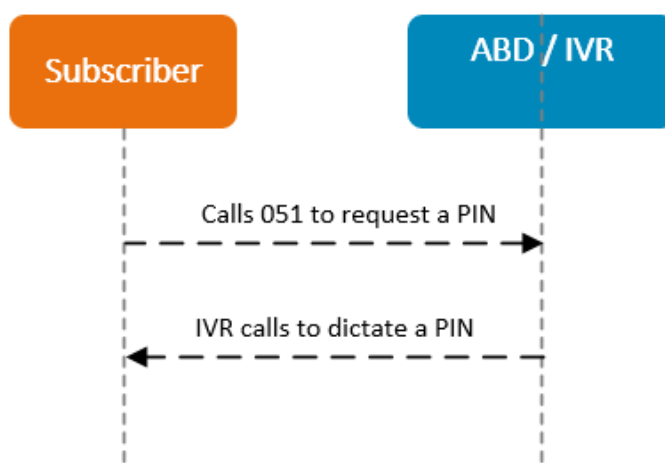 Subscriber
ABD / IVR
Calls 051 to request a PIN
IVR calls to dictate a PIN